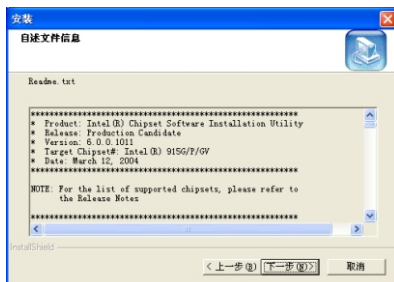 安装
自述文件信息
Readme.txt
************************************************************
* Product: Intel(R) Chipset Software Installation Utility
* Release: Production Candidate
* Version: 6.0.0.1011
* Target Chipset#: Intel(R) 915G/P/GV
* Date: March 12, 2004
************************************************************
NOTE: For the list of supported chipsets, please refer to
the Release Notes
************************************************************
InstallShield
< 上一步(B)
下一步(N)>
取消